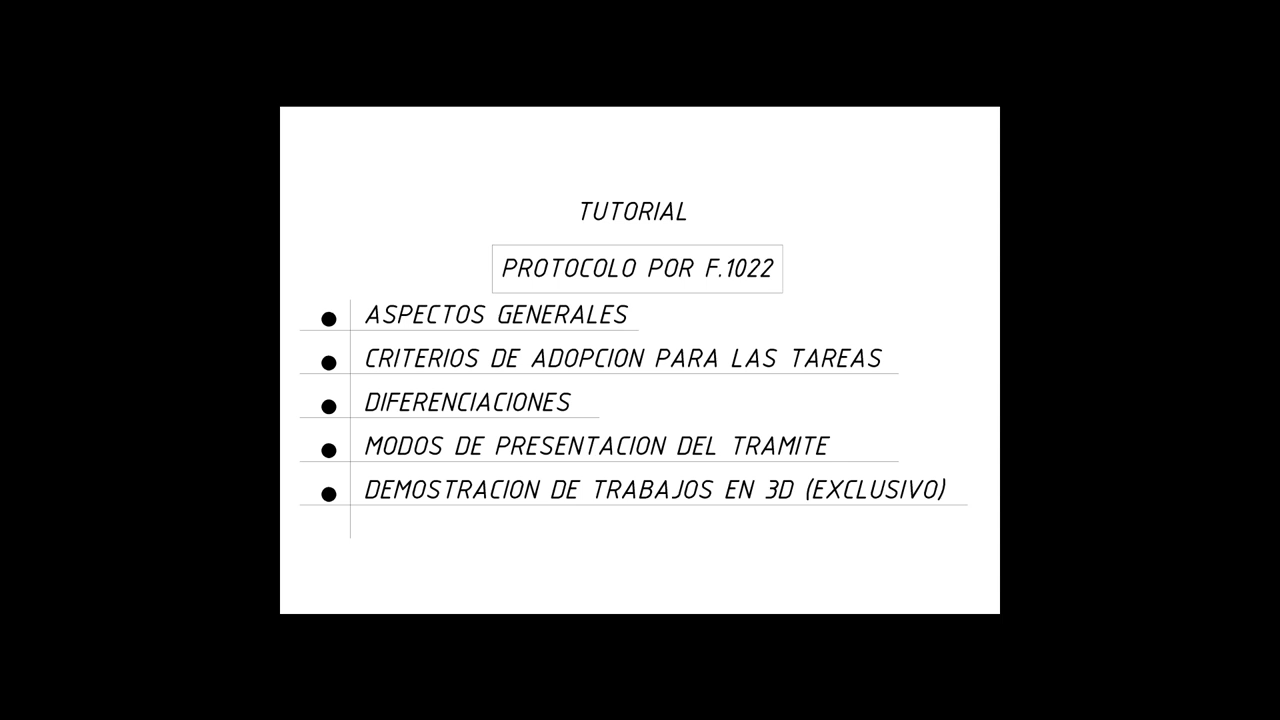 TUTORIAL
PROTOCOLO POR F.1022
ASPECTOS GENERALES
CRITERIOS DE ADOPCION PARA LAS TAREAS
DIFERENCIACIONES
MODOS DE PRESENTACION DEL TRAMITE
DEMOSTRACION DE TRABAJOS EN 3D (EXCLUSIVO)